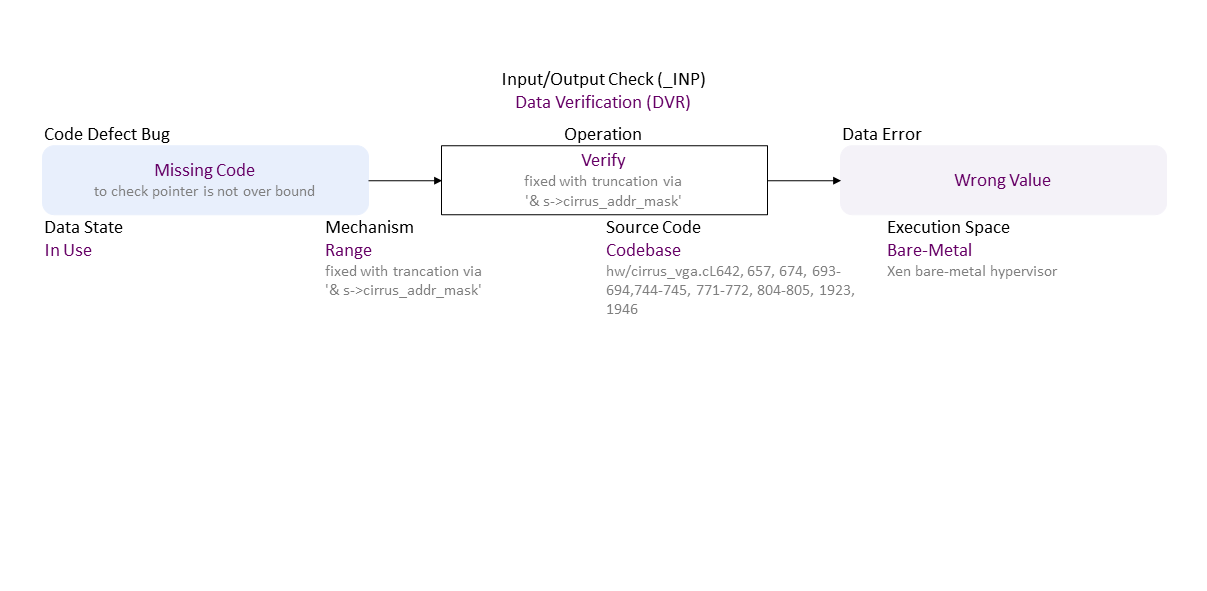 Input/Output Check (_INP)
Data Verification (DVR)
Code Defect Bug
Operation
Data Error
Missing Code
to check pointer is not over bound
Verify
fixed with truncation via
'& s->cirrus_addr_mask'
Wrong Value
Data State
In Use
Mechanism
Range
fixed with trancation via
'& s->cirrus_addr_mask'
Source Code
Codebase
hw/cirrus_vga.cL642, 657, 674, 693-
694,744-745, 771-772, 804-805, 1923,
1946
Execution Space
Bare-Metal
Xen bare-metal hypervisor